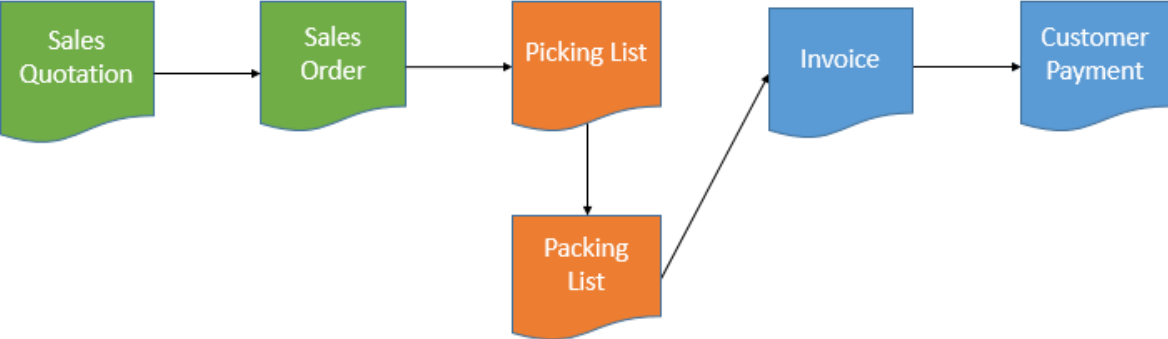 Sales
Quotation
Sales
Order
Picking List
Packing
List
Invoice
Customer
Payment